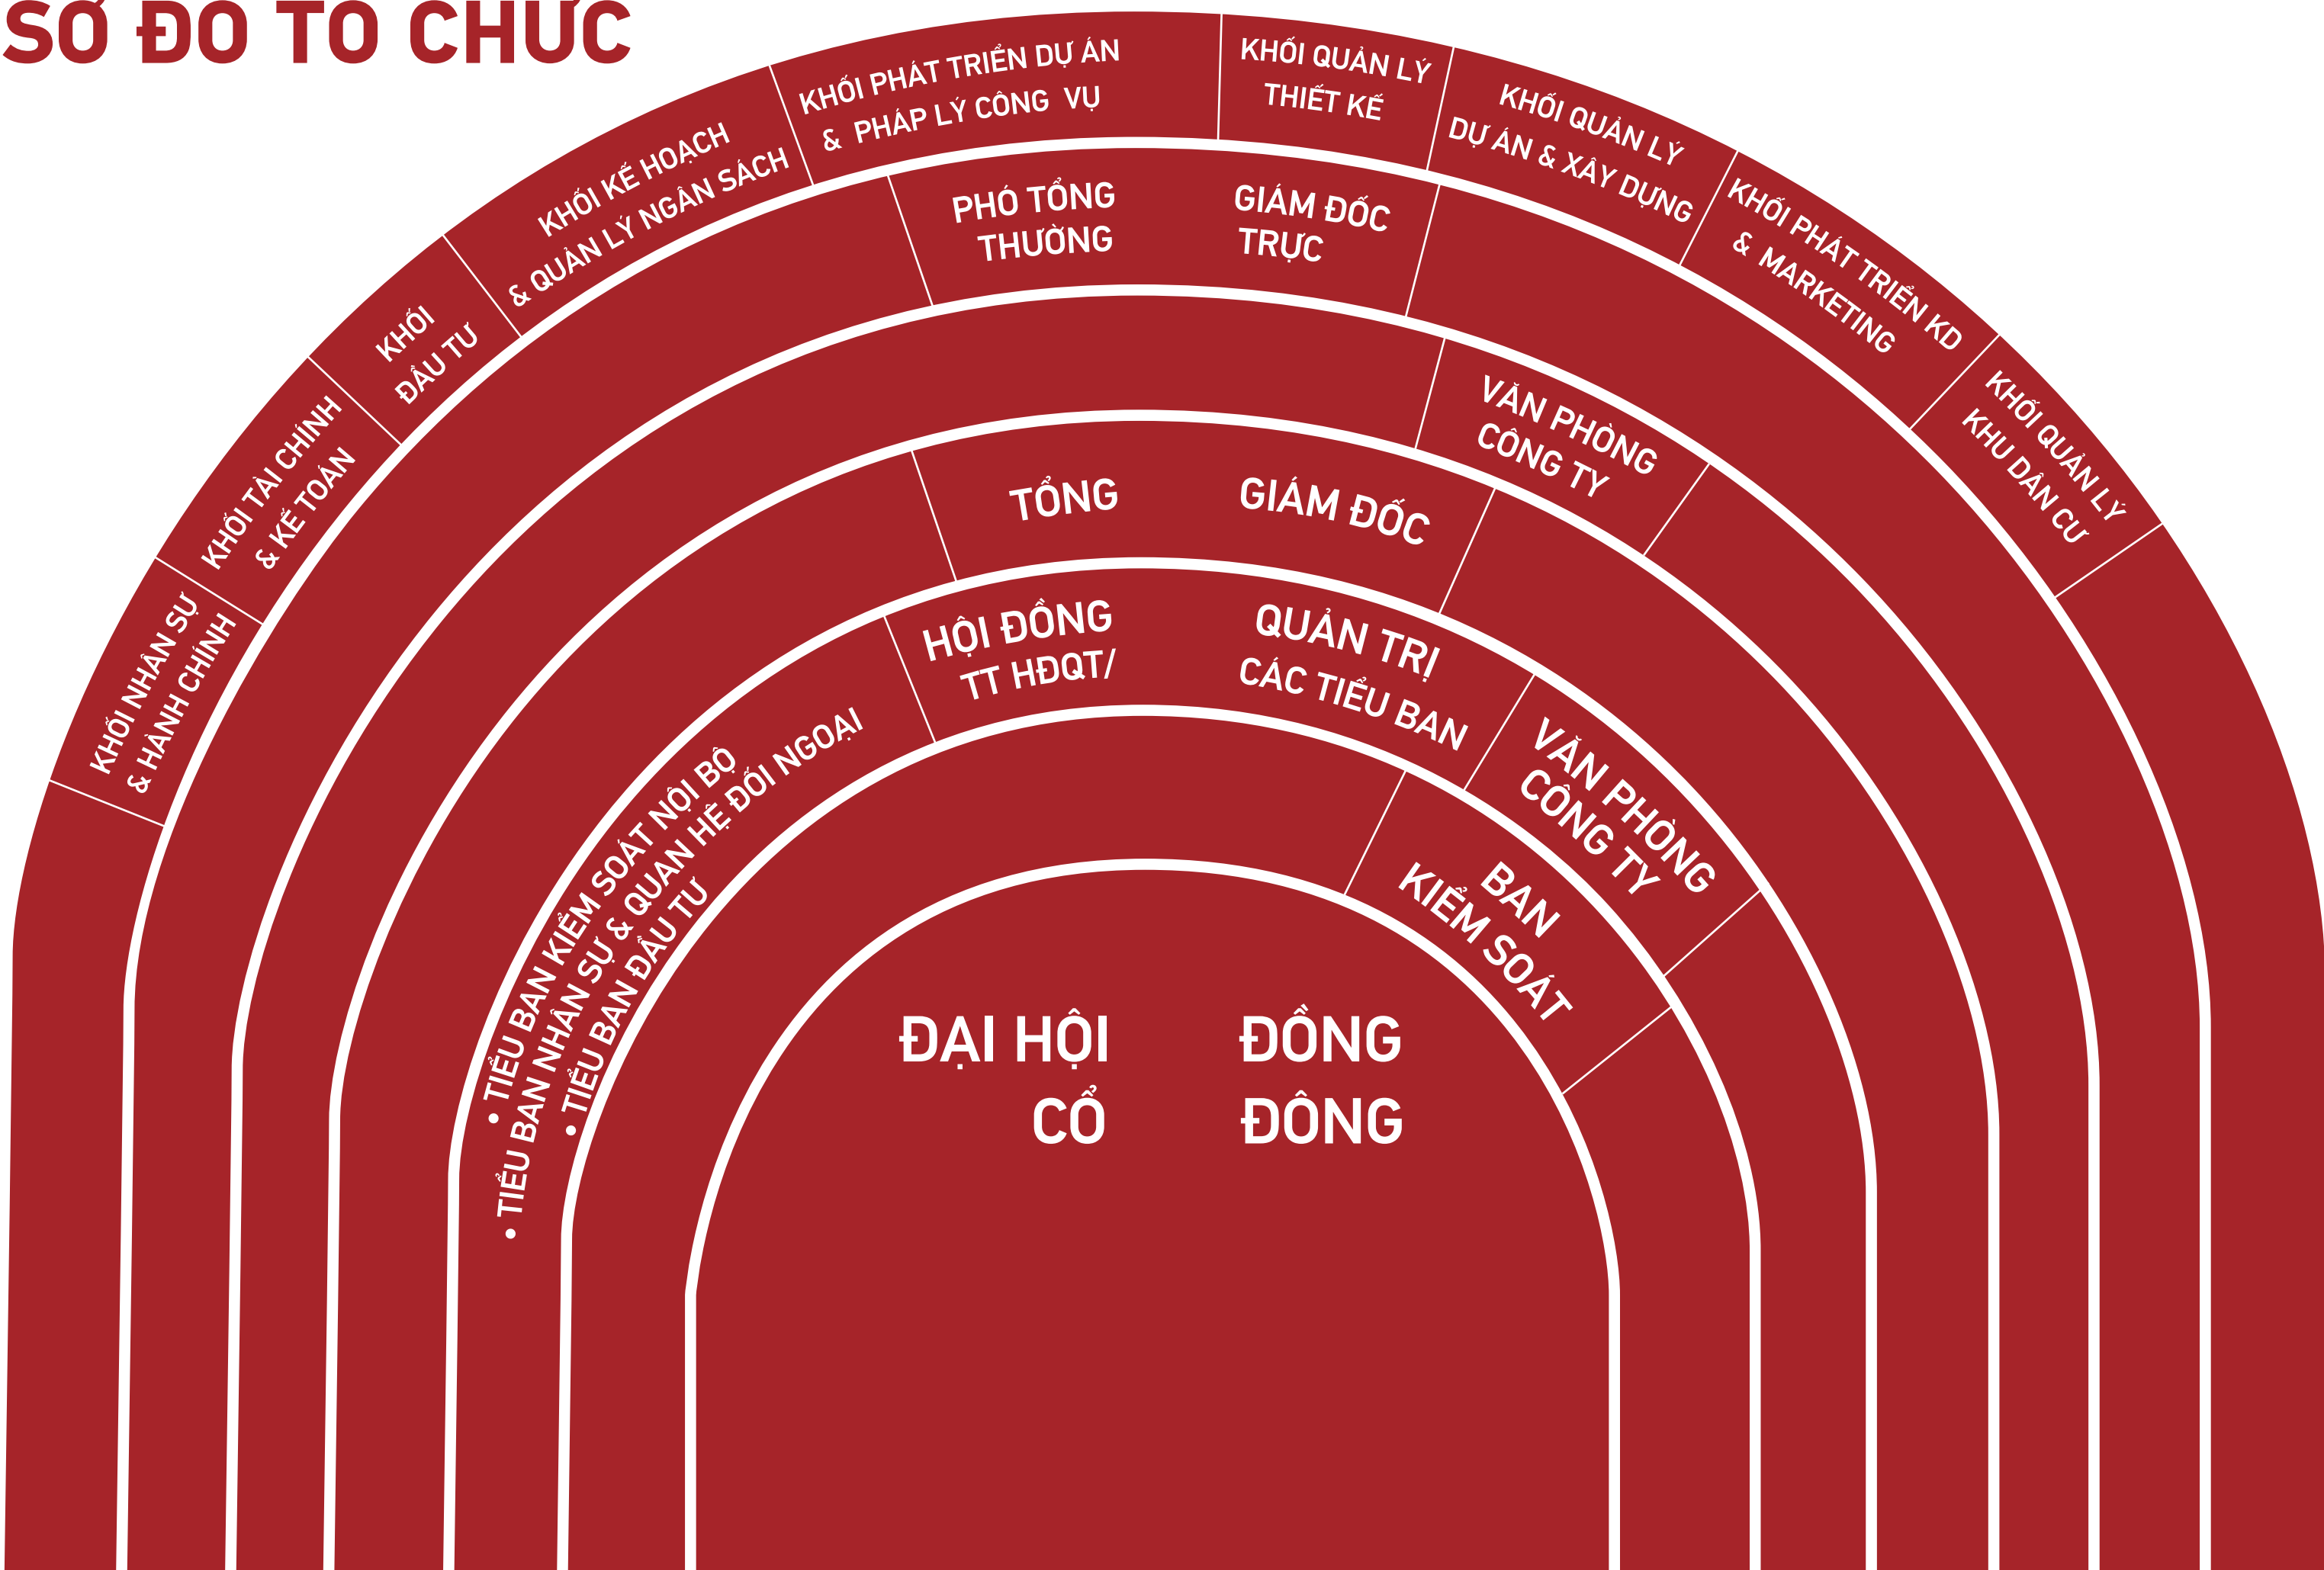 SƠ ĐỒ TỔ CHỨC
KHỐI NHÂN SỰ
& HÀNH CHÍNH
KHỐI TÀI CHÍNH
& KẾ TOÁN
KHỐI
ĐẦU TƯ
KHỐI KẾ HOẠCH
& QUẢN LÝ NGÂN SÁCH
KHỐI PHÁT TRIỂN DỰ ÁN
& PHÁP LÝ CÔNG VỤ
KHỐI QUẢN LÝ
THIẾT KẾ
KHỐI QUẢN LÝ
DỰ ÁN & XÂY DỰNG
KHỐI PHÁT TRIỂN KD
& MARKETING
KHỐI QUẢN LÝ
KHU DÂN CƯ
PHÓ TỔNG GIÁM ĐỐC
THƯỜNG TRỰC
VĂN PHÒNG
CÔNG TY
TỔNG GIÁM ĐỐC
HỘI ĐỒNG QUẢN TRỊ
TT HĐQT/ CÁC TIỂU BAN
• TIỂU BAN KIỂM SOÁT NỘI BỘ
• TIỂU BAN NHÂN SỰ & QUAN HỆ ĐỐI NGOẠI
• TIỂU BAN ĐẦU TƯ
VĂN PHÒNG
CÔNG TY
BAN
KIỂM SOÁT
ĐẠI HỘI ĐỒNG
CỔ ĐÔNG